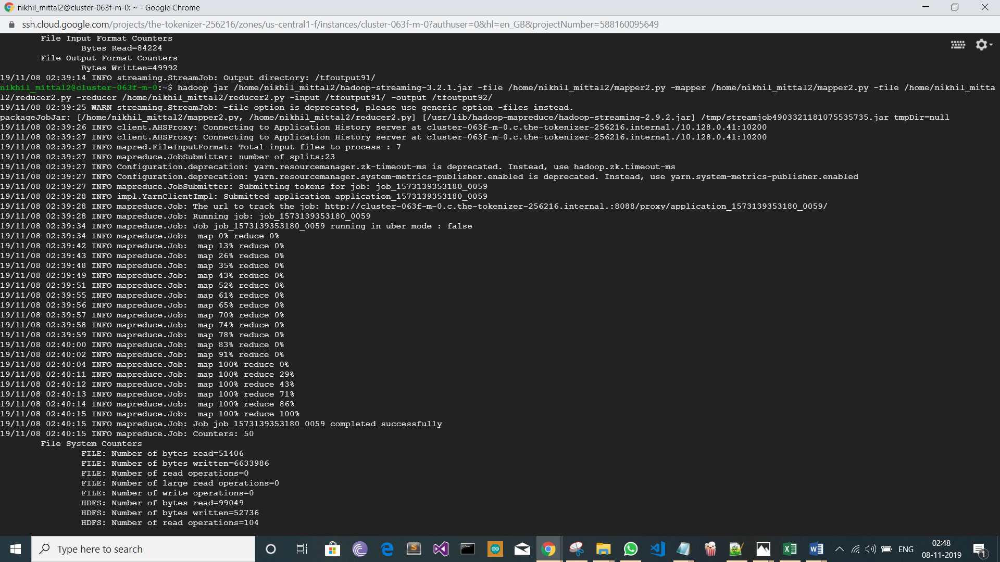 nikhil_mittal2@cluster-063f-m-0: ~ - Google Chrome
ssh.cloud.google.com/projects/the-tokenizer-256216/zones/us-central1-f/instances/cluster-063f-m-0?authuser=0&hl=en_GB&projectNumber=588160095649
File Input Format Counters
Bytes Read=84224
File Output Format Counters
Bytes Written=49992
19/11/08 02:39:14 INFO streaming.StreamJob: Output directory: /tfoutput91/
nikhil_mittal2@cluster-063f-m-0:~$ hadoop jar /home/nikhil_mittal2/hadoop-streaming-3.2.1.jar -file /home/nikhil_mittal2/mapper2.py -mapper /home/nikhil_mittal2/mapper2.py -file /home/nikhil_mitta
l2/reducer2.py -reducer /home/nikhil_mittal2/reducer2.py -input /tfoutput91/ -output /tfoutput92/
19/11/08 02:39:25 WARN streaming.StreamJob: -file option is deprecated, please use generic option -files instead.
packageJobJar: [/home/nikhil_mittal2/mapper2.py, /home/nikhil_mittal2/reducer2.py] [/usr/lib/hadoop-mapreduce/hadoop-streaming-2.9.2.jar] /tmp/streamjob4903321181075535735.jar tmpDir=null
19/11/08 02:39:26 INFO client.AHSProxy: Connecting to Application History server at cluster-063f-m-0.c.the-tokenizer-256216.internal./10.128.0.41:10200
19/11/08 02:39:27 INFO client.AHSProxy: Connecting to Application History server at cluster-063f-m-0.c.the-tokenizer-256216.internal./10.128.0.41:10200
19/11/08 02:39:27 INFO mapred.FileInputFormat: Total input files to process : 7
19/11/08 02:39:27 INFO mapreduce.JobSubmitter: number of splits:23
19/11/08 02:39:27 INFO Configuration.deprecation: yarn.resourcemanager.zk-timeout-ms is deprecated. Instead, use hadoop.zk.timeout-ms
19/11/08 02:39:27 INFO Configuration.deprecation: yarn.resourcemanager.system-metrics-publisher.enabled is deprecated. Instead, use yarn.system-metrics-publisher.enabled
19/11/08 02:39:27 INFO mapreduce.JobSubmitter: Submitting tokens for job: job_1573139353180_0059
19/11/08 02:39:28 INFO impl.YarnClientImpl: Submitted application application_1573139353180_0059
19/11/08 02:39:28 INFO mapreduce.Job: The url to track the job: http://cluster-063f-m-0.c.the-tokenizer-256216.internal.:8088/proxy/application_1573139353180_0059/
19/11/08 02:39:28 INFO mapreduce.Job: Running job: job_1573139353180_0059
19/11/08 02:39:34 INFO mapreduce.Job: Job job_1573139353180_0059 running in uber mode : false
19/11/08 02:39:34 INFO mapreduce.Job:  map 0% reduce 0%
19/11/08 02:39:42 INFO mapreduce.Job:  map 13% reduce 0%
19/11/08 02:39:43 INFO mapreduce.Job:  map 26% reduce 0%
19/11/08 02:39:48 INFO mapreduce.Job:  map 35% reduce 0%
19/11/08 02:39:49 INFO mapreduce.Job:  map 43% reduce 0%
19/11/08 02:39:51 INFO mapreduce.Job:  map 52% reduce 0%
19/11/08 02:39:55 INFO mapreduce.Job:  map 61% reduce 0%
19/11/08 02:39:56 INFO mapreduce.Job:  map 65% reduce 0%
19/11/08 02:39:57 INFO mapreduce.Job:  map 70% reduce 0%
19/11/08 02:39:58 INFO mapreduce.Job:  map 74% reduce 0%
19/11/08 02:39:59 INFO mapreduce.Job:  map 78% reduce 0%
19/11/08 02:40:00 INFO mapreduce.Job:  map 83% reduce 0%
19/11/08 02:40:02 INFO mapreduce.Job:  map 91% reduce 0%
19/11/08 02:40:04 INFO mapreduce.Job:  map 100% reduce 0%
19/11/08 02:40:11 INFO mapreduce.Job:  map 100% reduce 29%
19/11/08 02:40:12 INFO mapreduce.Job:  map 100% reduce 43%
19/11/08 02:40:13 INFO mapreduce.Job:  map 100% reduce 71%
19/11/08 02:40:14 INFO mapreduce.Job:  map 100% reduce 86%
19/11/08 02:40:15 INFO mapreduce.Job:  map 100% reduce 100%
19/11/08 02:40:15 INFO mapreduce.Job: Job job_1573139353180_0059 completed successfully
19/11/08 02:40:15 INFO mapreduce.Job: Counters: 50
File System Counters
FILE: Number of bytes read=51406
FILE: Number of bytes written=6633986
FILE: Number of read operations=0
FILE: Number of large read operations=0
FILE: Number of write operations=0
HDFS: Number of bytes read=99049
HDFS: Number of bytes written=52736
HDFS: Number of read operations=104
Type here to search
ENG
02:48
08-11-2019
1